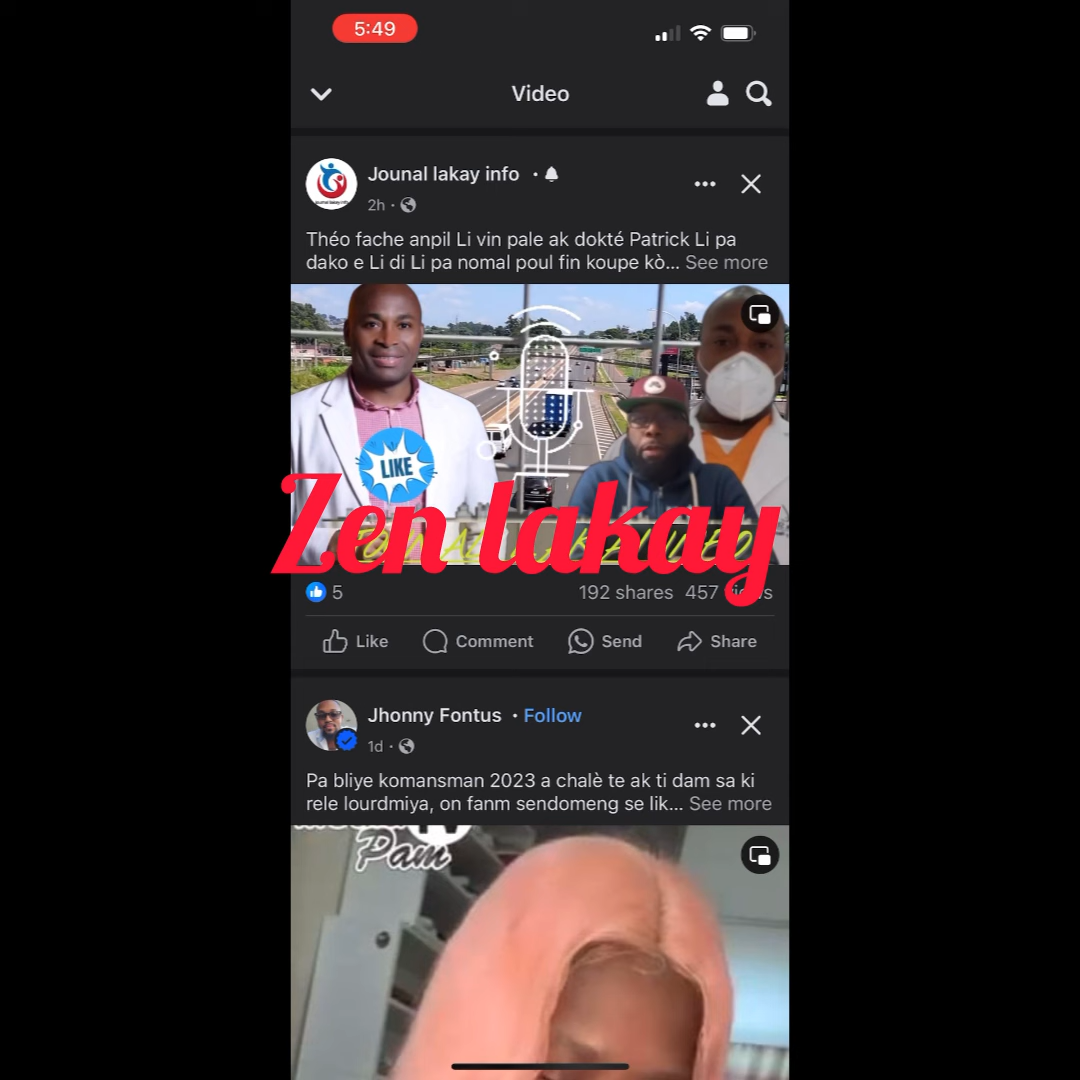 5:49
Video
Jounal lakay info
2h
Théo fache anpil Li vin pale ak dokté Patrick Li pa
dako e Li di Li pa nomal poul fin koupe kò... See more
LIKE
Zen lakay
5
192 shares 457 views
Like Comment Send Share
Jhonny Fontus · Follow
1d
Pa bliye komansman 2023 a chalè te ak ti dam sa ki
rele lourdmiya, on fanm sendomeng se lik... See more
Pam